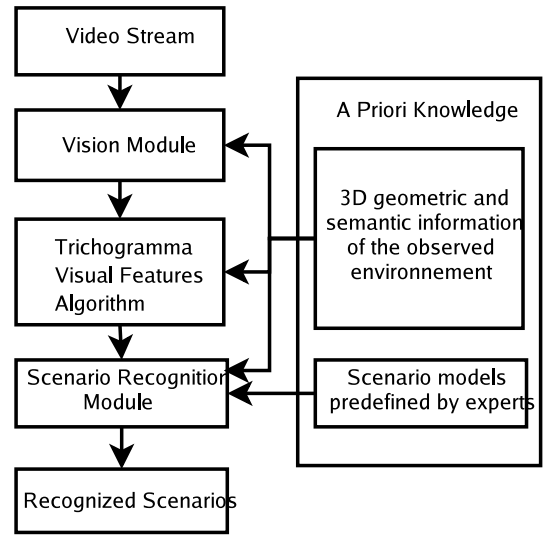 Video Stream
Vision Module
Trichogramma
Visual Features
Algorithm
Scenario Recognition
Module
Recognized Scenarios
A Priori Knowledge
3D geometric and
semantic information
of the observed
environnement
Scenario models
predefined by experts